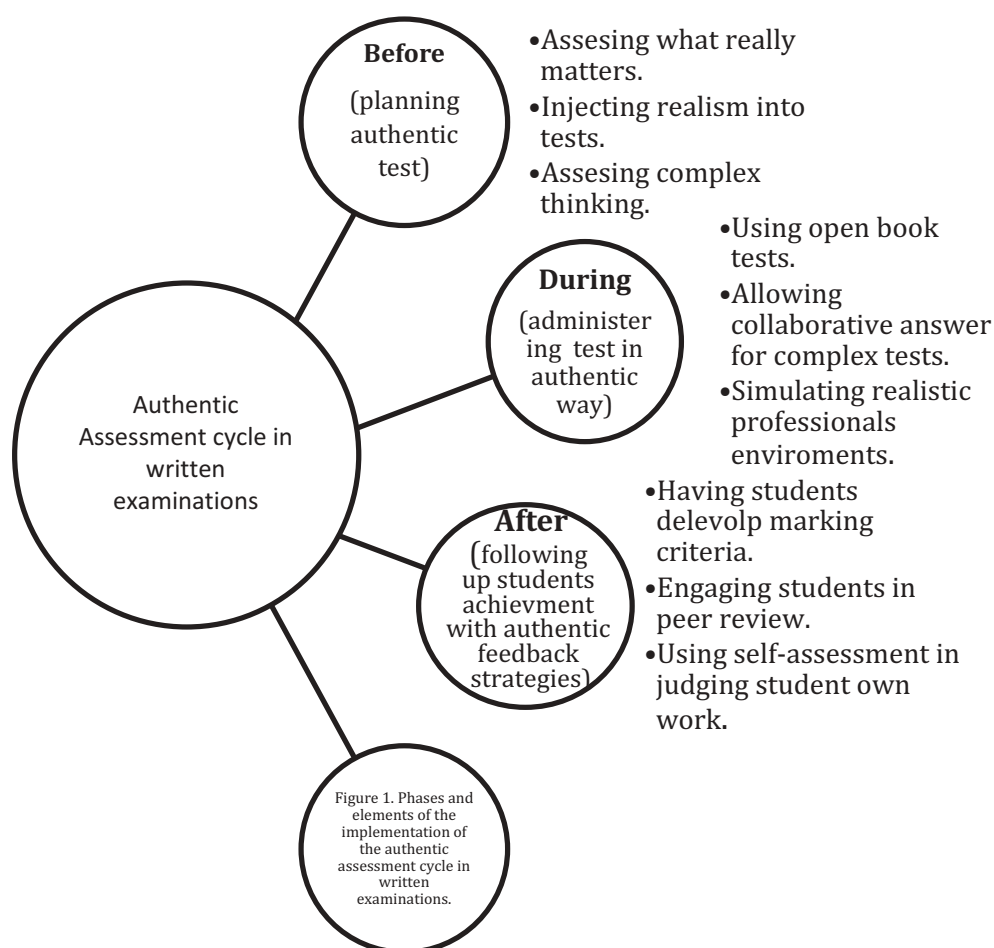 Before
(planning
authentic
test)
•Assesing what really
matters.
•Injecting realism into
tests.
•Assesing complex
thinking.
During
(administer
ing test in
authentic
way)
•Using open book
tests.
•Allowing
collaborative answer
for complex tests.
•Simulating realistic
professionals
enviroments.
Authentic
Assessment cycle in
written
examinations
After
(following
up students
achievment
with authentic
feedback
strategies)
•Having students
delevolp marking
criteria.
•Engaging students in
peer review.
•Using self-assessment in
judging student own
work.
Figure 1. Phases and
elements of the
implementation of
the authentic
assessment cycle in
written
examinations.